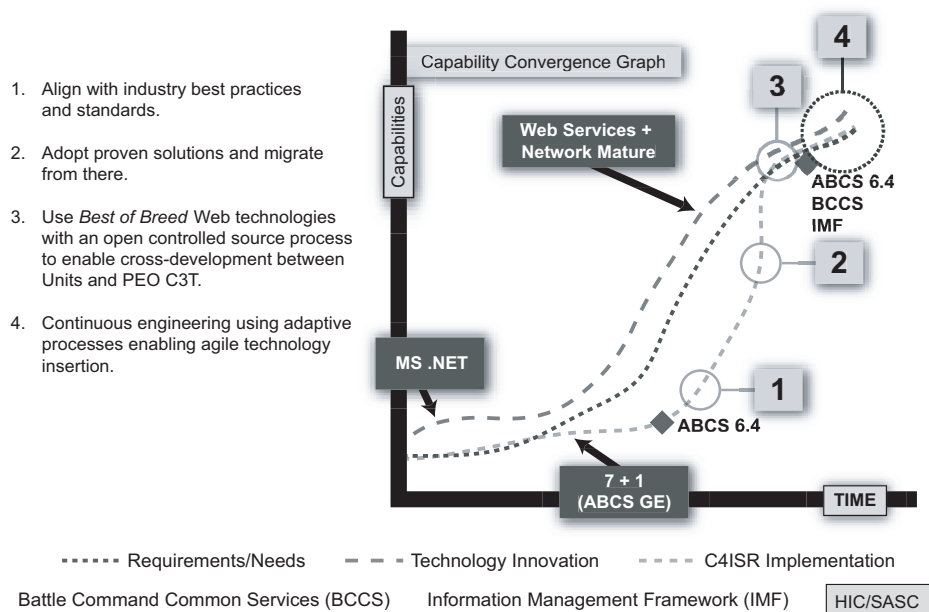 Capability Convergence Graph
Capabilities
1. Align with industry best practices
and standards.
2. Adopt proven solutions and migrate
from there.
3. Use Best of Breed Web technologies
with an open controlled source process
to enable cross-development between
Units and PEO C3T.
4. Continuous engineering using adaptive
processes enabling agile technology
insertion.
Web Services +
Network Mature
4
3
ABCS 6.4
BCCS
IMF
2
MS .NET
1
ABCS 6.4
7 + 1
(ABCS GE)
TIME
Requirements/Needs
Technology Innovation
C4ISR Implementation
Battle Command Common Services (BCCS)
Information Management Framework (IMF)
HIC/SASC